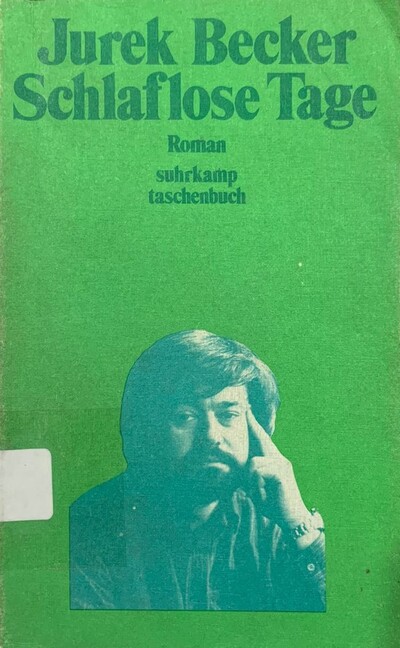 Jurek Becker
Schlaflose Tage
Roman
suhrkamp
taschenbuch